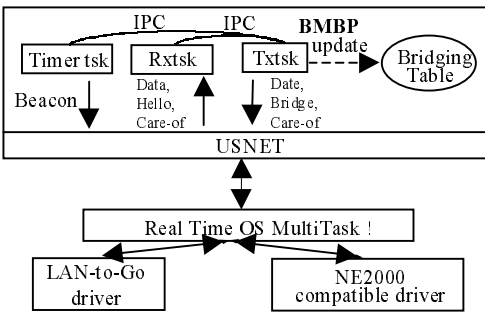 IPC IPC BMBP
update
Timer tsk Rxtsk Txtsk Bridging
Table
Beacon
Data,
Hello,
Care-of
Date,
Bridge,
Care-of
USNET
Real Time OS MultiTask !
LAN-to-Go
driver
NE2000
compatible driver